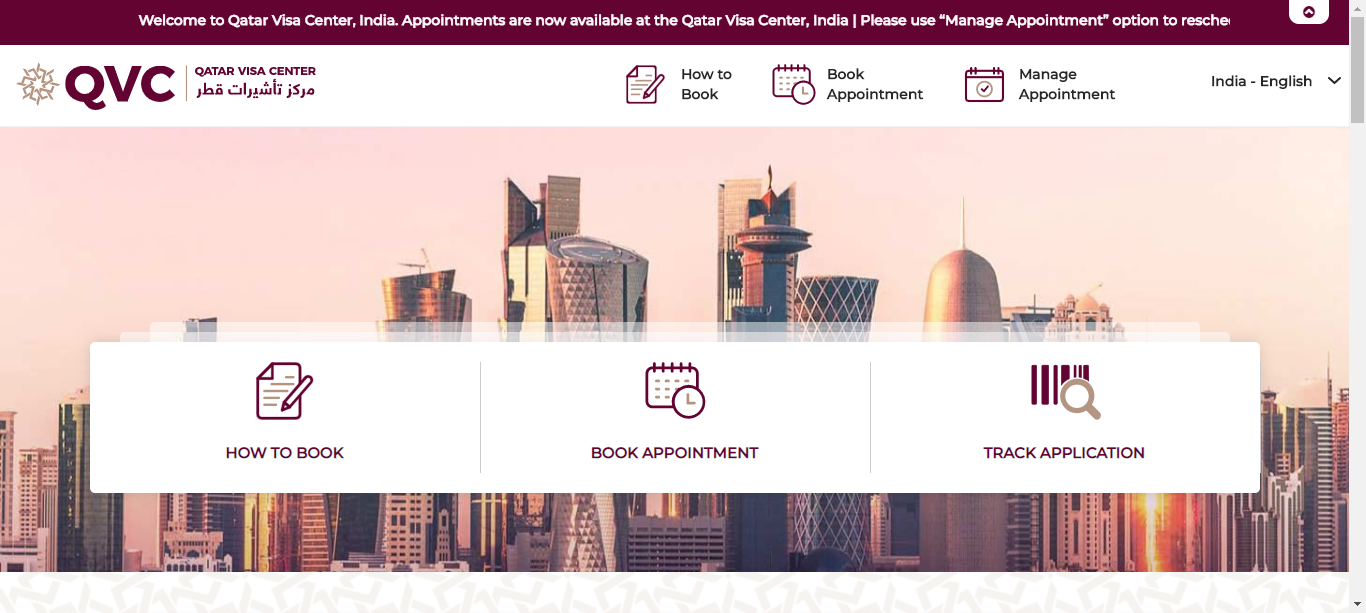 Welcome to Qatar Visa Center, India. Appointments are now available at the Qatar Visa Center, India | Please use “Manage Appointment” option to
QVC
QATAR VISA CENTER
مركز تأشيرات قطر
How to
Book
Book
Appointment
Manage
Appointment
India - English
HOW TO BOOK
BOOK APPOINTMENT
TRACK APPLICATION